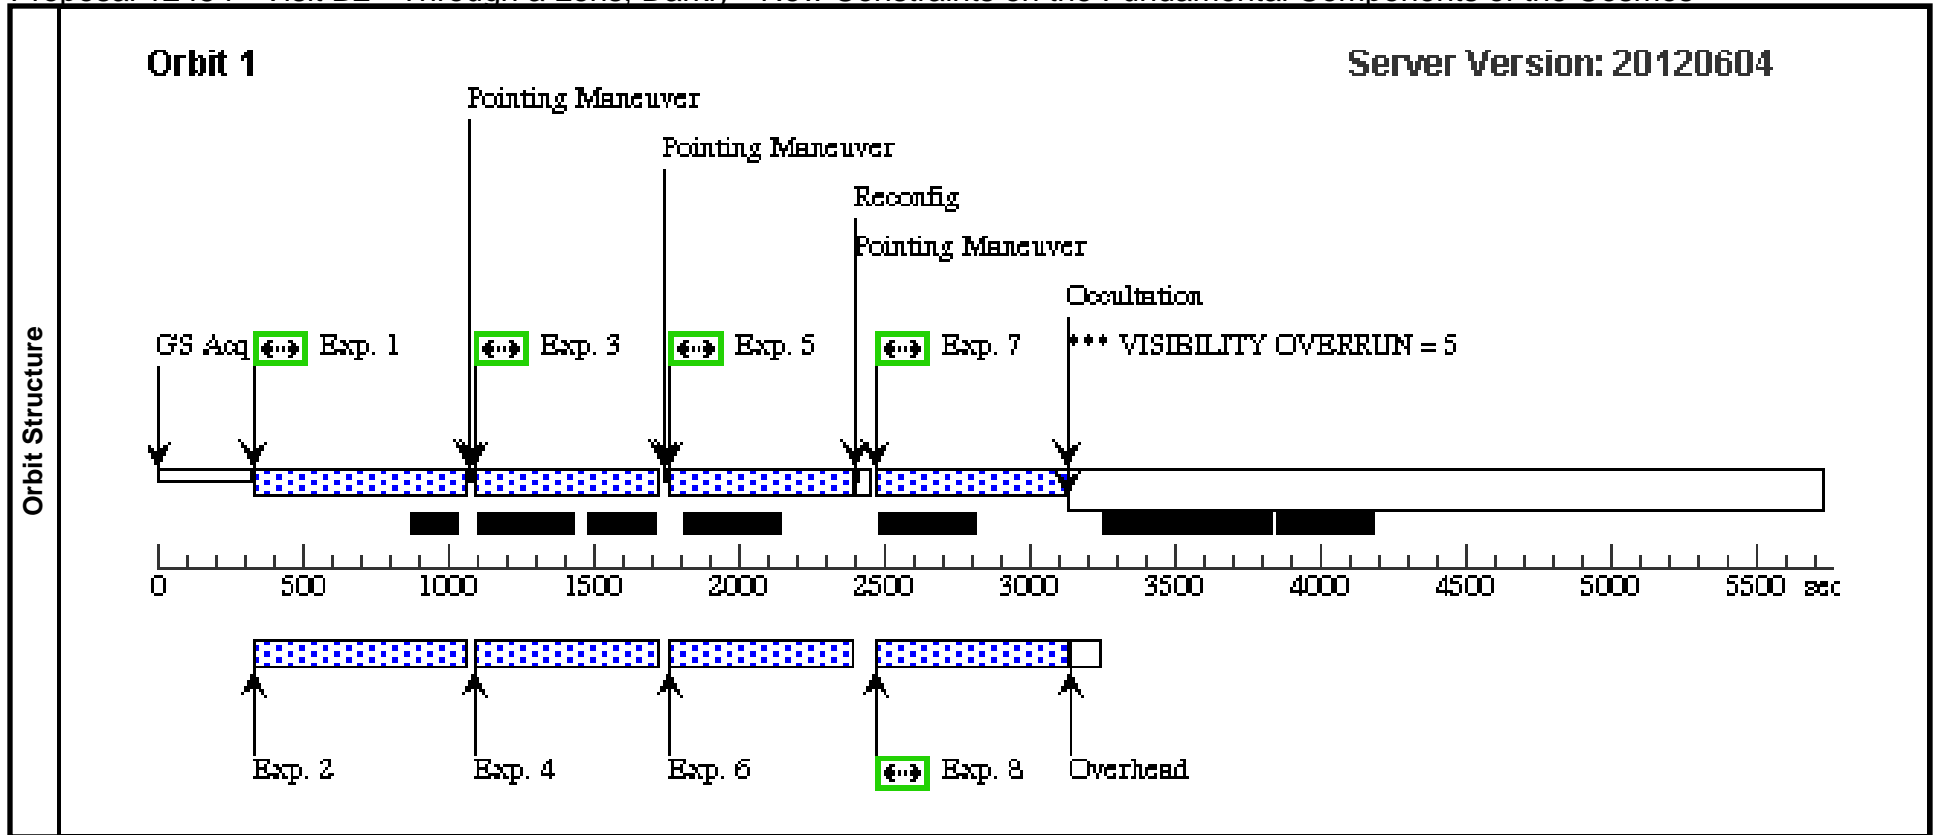 Orbit 1
Server Version: 20120604
Pointing Maneuver
Pointing Maneuver
Reconfig
Pointing Maneuver
Occultation
GS Acq Exp. 1 Exp. 3 Exp. 5 Exp. 7 *** VISIBILITY OVERRUN = 5
Orbit Structure
0 500 1000 1500 2000 2500 3000 3500 4000 4500 5000 5500 sec
Exp. 2 Exp. 4 Exp. 6 Exp. 8 Overhead